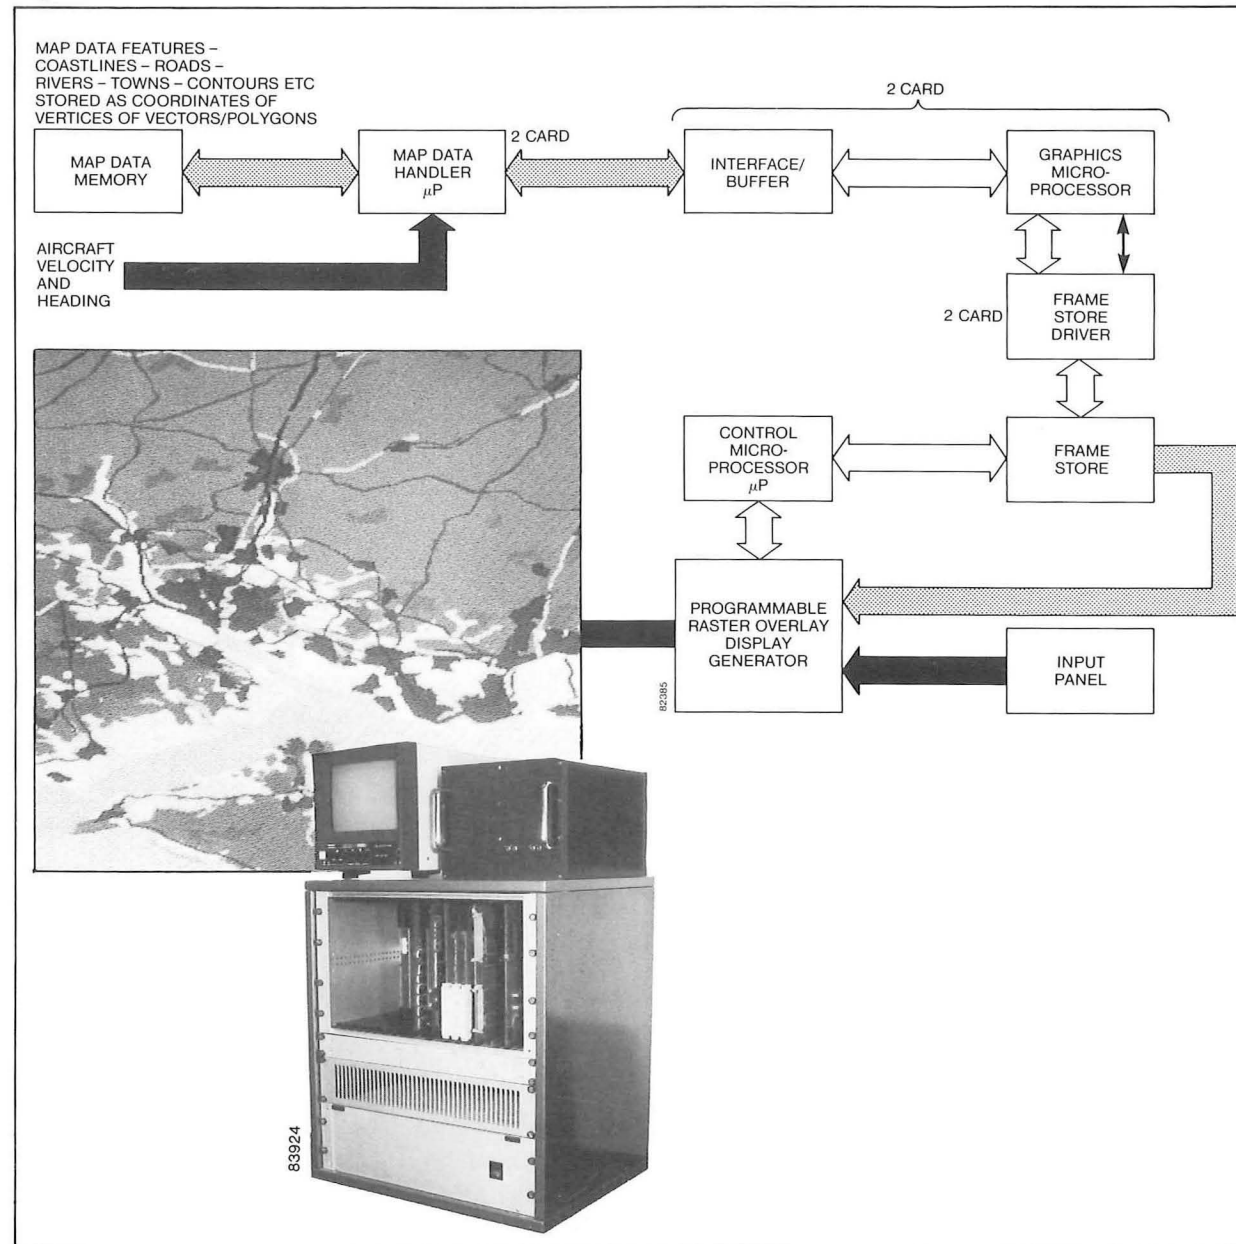 MAP DATA FEATURES –
COASTLINES – ROADS –
RIVERS – TOWNS – CONTOURS ETC
STORED AS COORDINATES OF
VERTICES OF VECTORS/POLYGONS
MAP DATA
MEMORY
2 CARD
MAP DATA
HANDLER
μP
2 CARD
INTERFACE/
BUFFER
GRAPHICS
MICRO-
PROCESSOR
AIRCRAFT
VELOCITY
AND
HEADING
2 CARD
FRAME
STORE
DRIVER
CONTROL
MICRO-
PROCESSOR
μP
FRAME
STORE
PROGRAMMABLE
RASTER OVERLAY
DISPLAY
GENERATOR
INPUT
PANEL
82385
83924